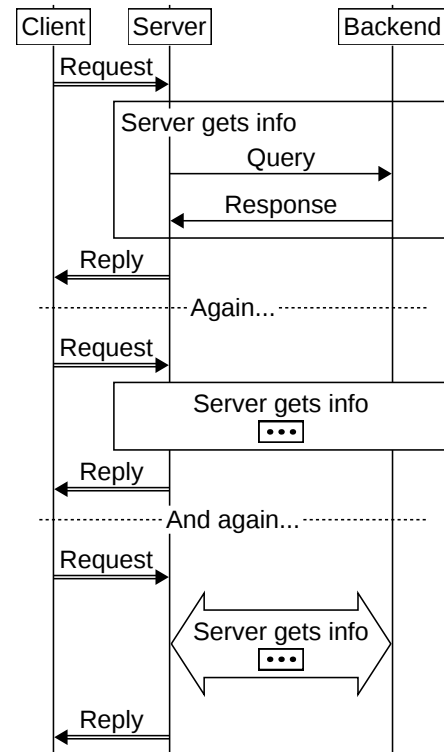 Client Server Backend
Request
Server gets info
Query
Response
Reply
Again...
Request
Server gets info
Reply
And again...
Request
Server gets info
Reply